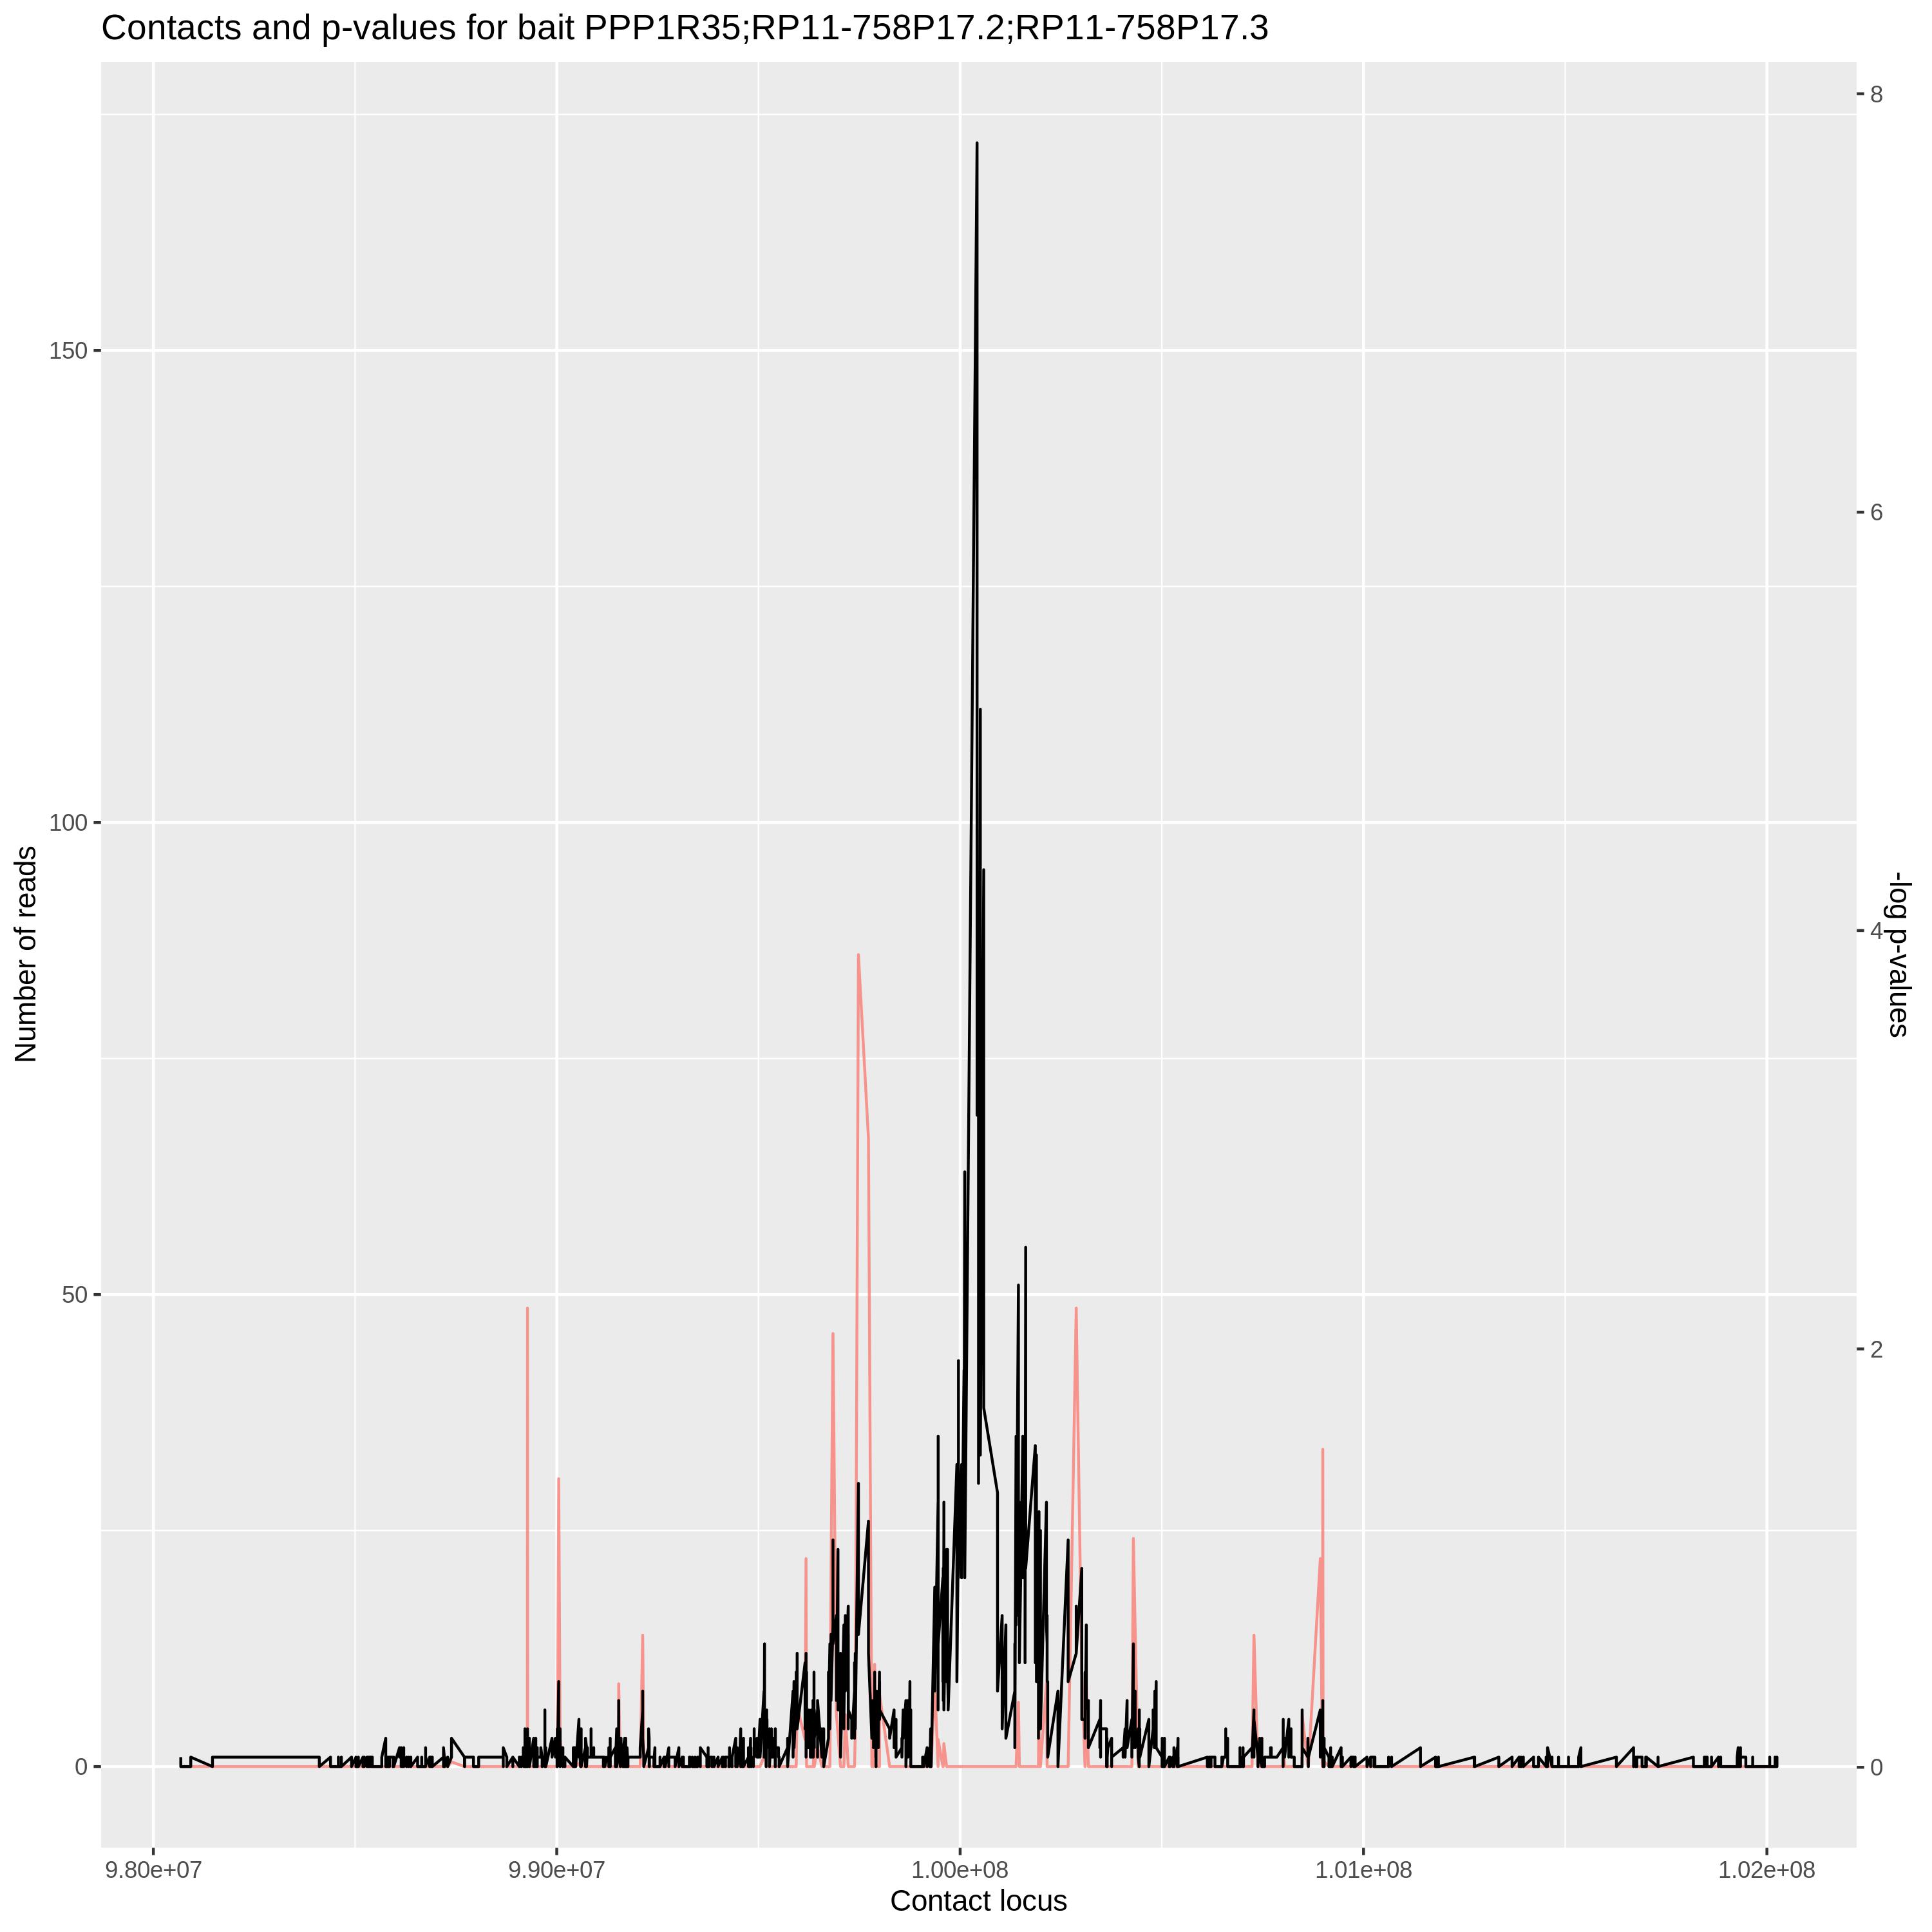 Contacts and p-values for bait PPP1R35;RP11-758P17.2;RP11-758P17.3
8
6
4
2
0
150
100
50
0
Number of reads
-log p-values
9.80e+07
9.90e+07
1.00e+08
1.01e+08
1.02e+08
Contact locus